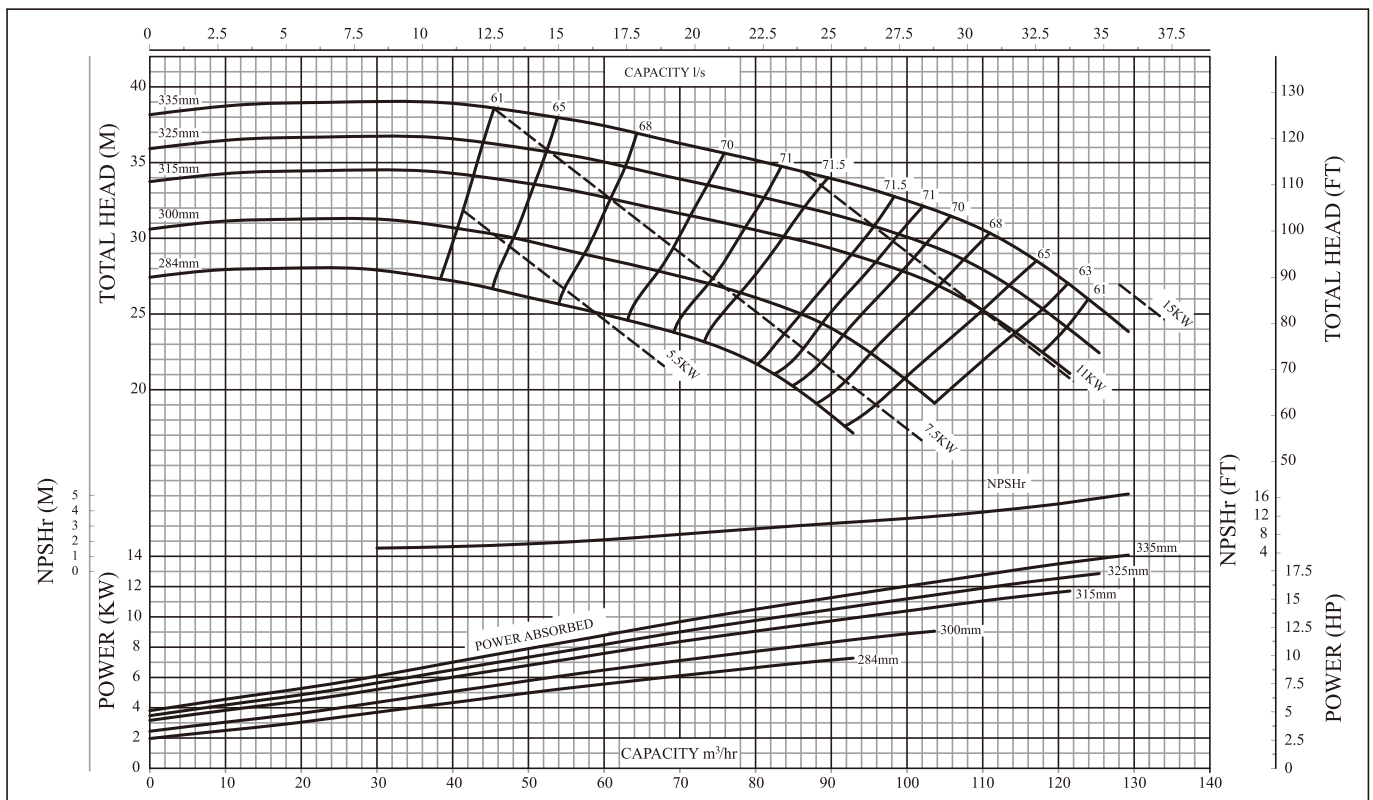 0 2.5 5 7.5 10 12.5 15 17.5 20 22.5 25 27.5 30 32.5 35 37.5
CAPACITY l/s
40
35
30
25
20
TOTAL HEAD (M)
335mm
325mm
315mm
300mm
284mm
61
65
68
70
71
71.5
71.5
71
70
68
65
63
61
15KW
11KW
7.5KW
5.5KW
130
120
110
100
90
80
70
60
50
TOTAL HEAD (FT)
NPSHr (M)
5
4
3
2
1
0
NPSHr
NPSHr (FT)
16
12
8
4
POWER (KW)
14
12
10
8
6
4
2
0
POWER ABSORBED
335mm
325mm
315mm
300mm
284mm
17.5
15
12.5
10
7.5
5
2.5
0
POWER (HP)
CAPACITY m³/hr
0 10 20 30 40 50 60 70 80 90 100 110 120 130 140